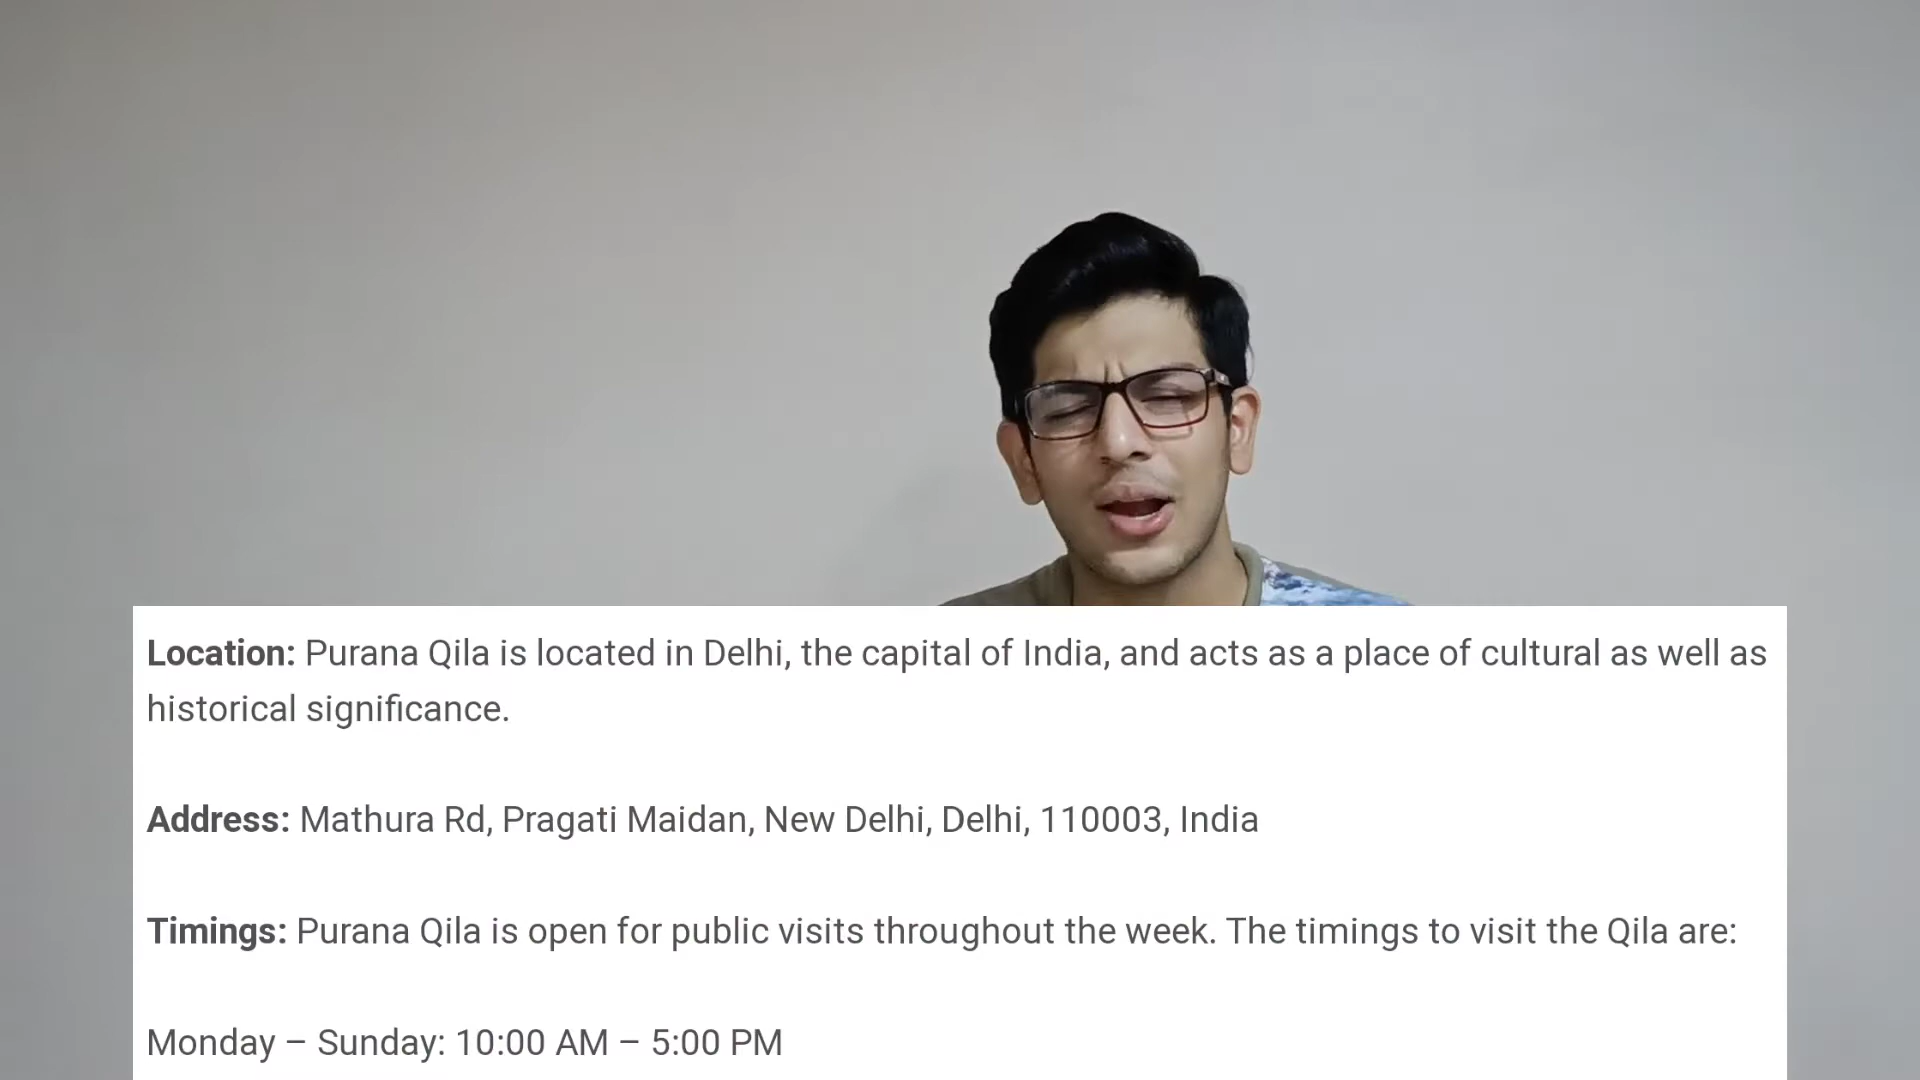 Location: Purana Qila is located in Delhi, the capital of India, and acts as a place of cultural as well as
historical significance.
Address: Mathura Rd, Pragati Maidan, New Delhi, Delhi, 110003, India
Timings: Purana Qila is open for public visits throughout the week. The timings to visit the Qila are:
Monday – Sunday: 10:00 AM – 5:00 PM